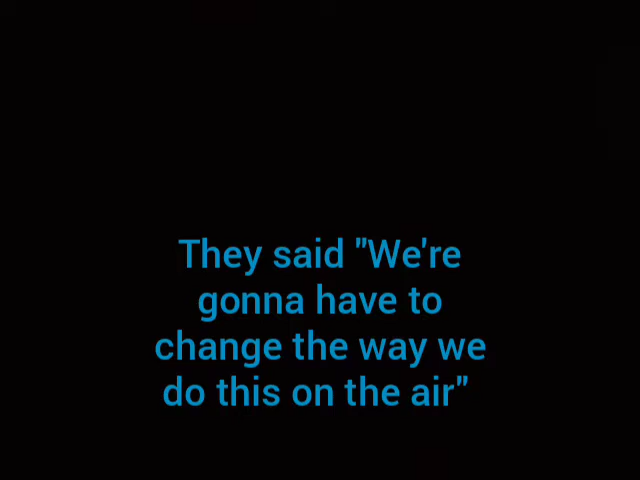 They said "We're
gonna have to
change the way we
do this on the air"